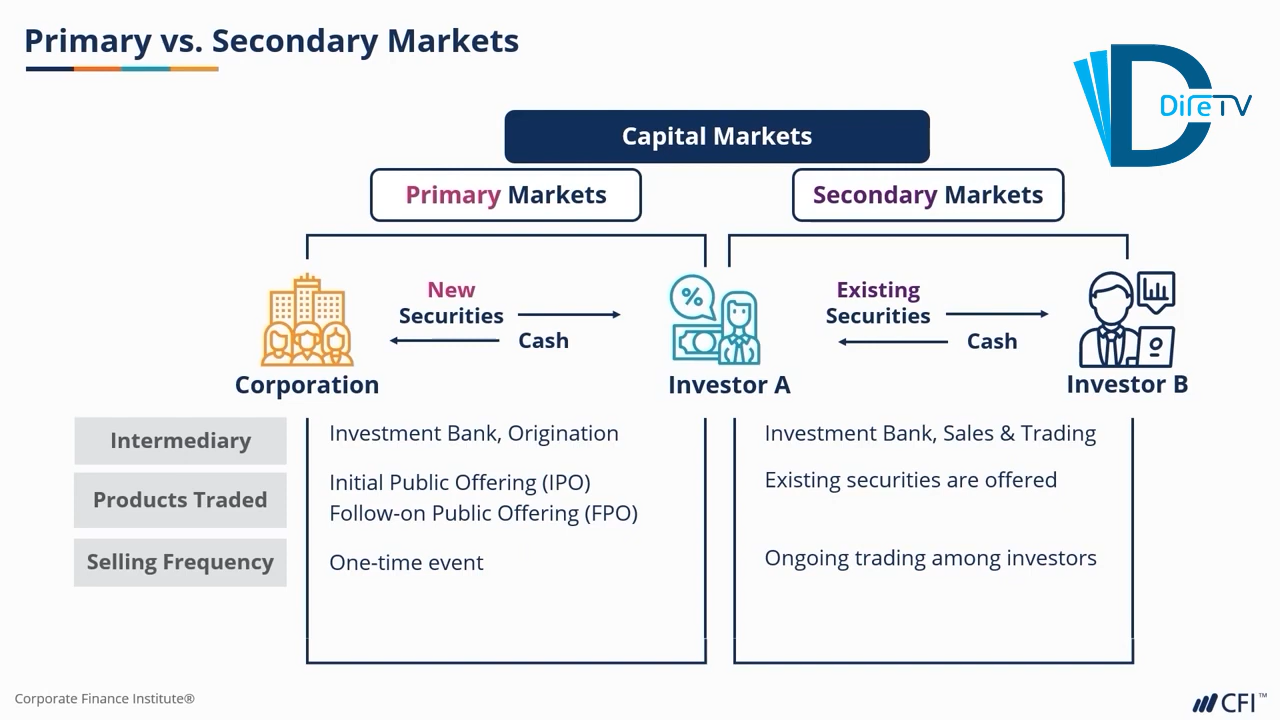 Primary vs. Secondary Markets
DireTV
Capital Markets
Primary Markets
Secondary Markets
New
Securities
Cash
Existing
Securities
Cash
%
Corporation
Investor A
Investor B
Intermediary
Investment Bank, Origination
Investment Bank, Sales & Trading
Products Traded
Initial Public Offering (IPO)
Follow-on Public Offering (FPO)
Existing securities are offered
Selling Frequency
One-time event
Ongoing trading among investors
Corporate Finance Institute®
CFI™